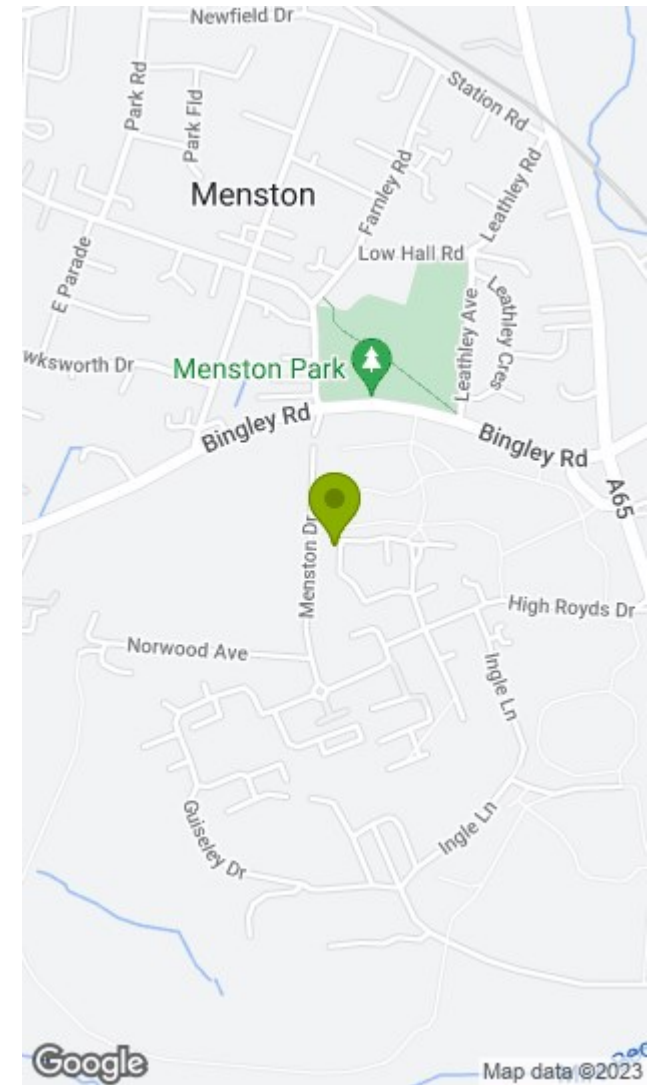 Newfield Dr
Park Rd
Park Fld
Station Rd
Menston
Farnley Rd
Leathley Rd
Low Hall Rd
E Parade
Leathley Ave
Leathley Cres
wksworth Dr
Menston Park
Bingley Rd
Bingley Rd
A65
Menston Dr
High Royds Dr
Norwood Ave
Ingle Ln
Ingle Ln
Guiseley Dr
Google
Map data ©2023